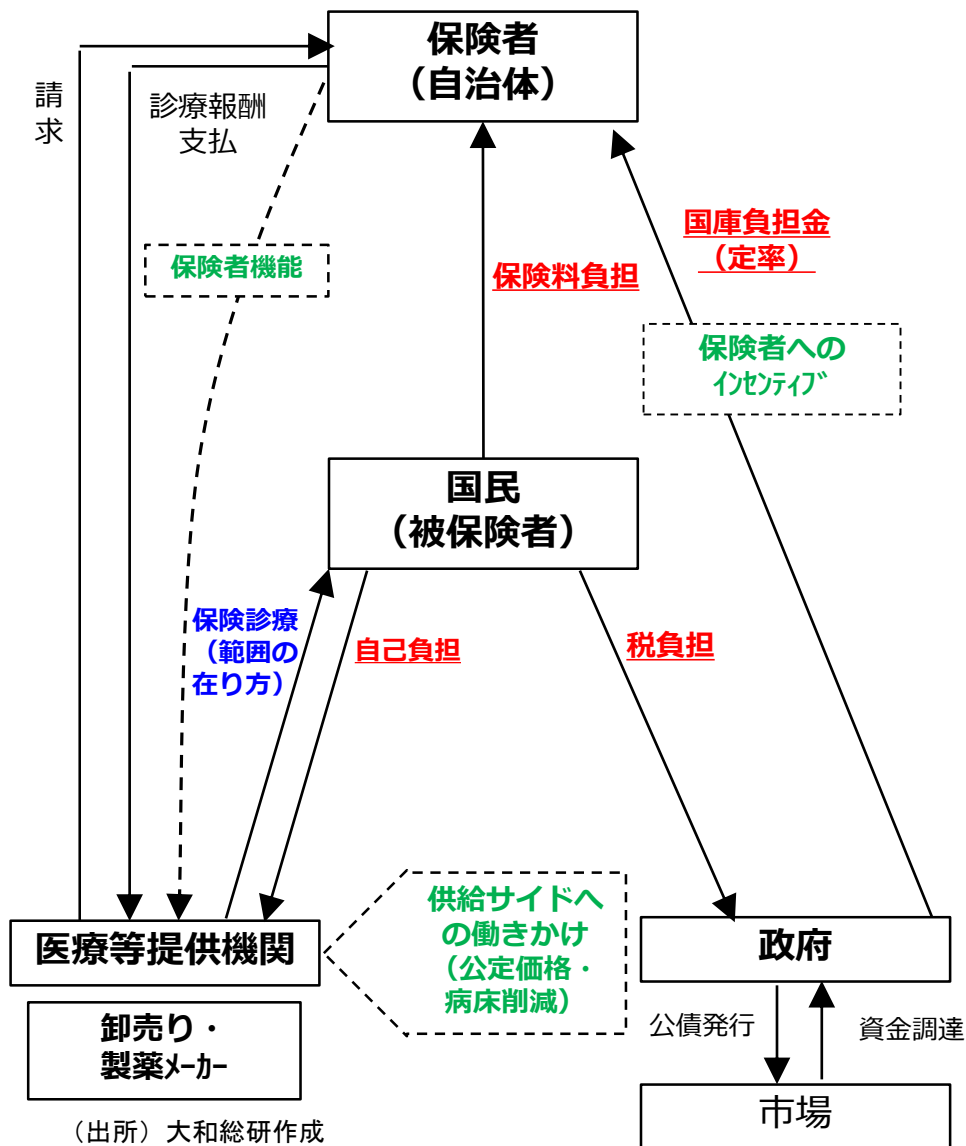 保険者
（自治体）
請
求
診療報酬
支払
国庫負担金
（定率）
保険者機能
保険料負担
保険者への
ｲﾝｾﾝﾃｨﾌﾞ
国民
（被保険者）
保険診療
（範囲の
在り方）
自己負担
税負担
供給サイドへ
の働きかけ
（公定価格・
病床削減）
医療等提供機関
政府
卸売り・
製薬ﾒｰｶｰ
公債発行
資金調達
市場
（出所）大和総研作成